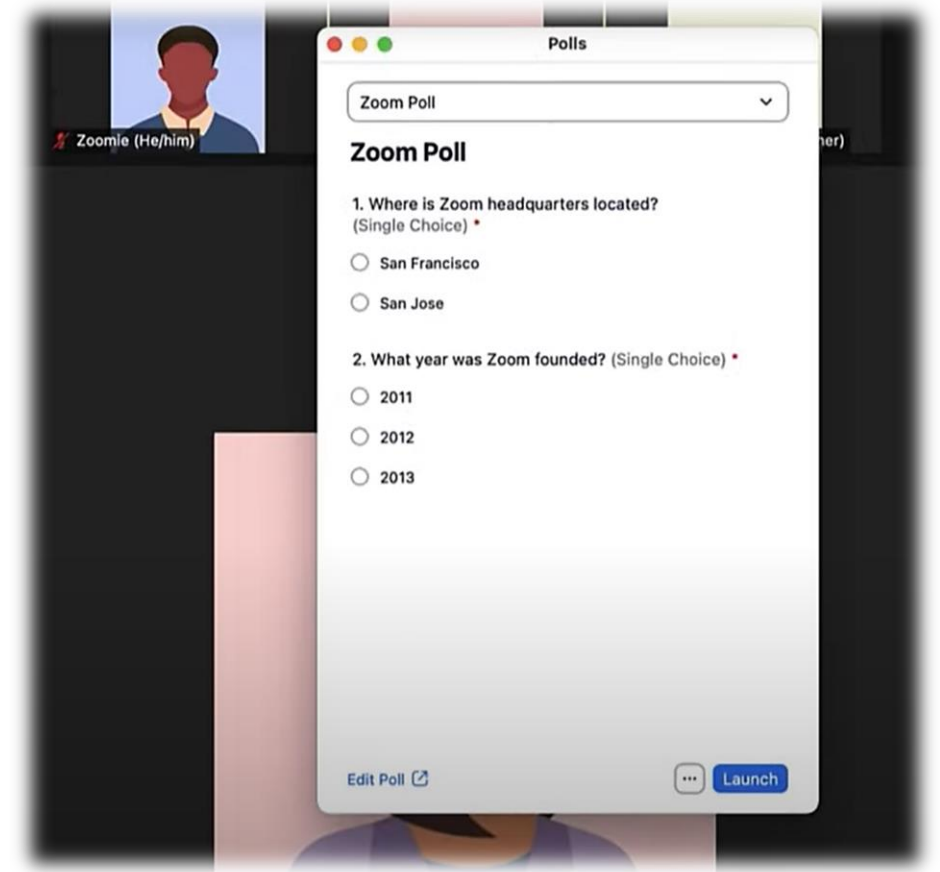 Polls
Zoom Poll
Zoomie (He/him)
her)
Zoom Poll
1. Where is Zoom headquarters located?
(Single Choice) *
San Francisco
San Jose
2. What year was Zoom founded? (Single Choice) *
2011
2012
2013
Edit Poll
...
Launch